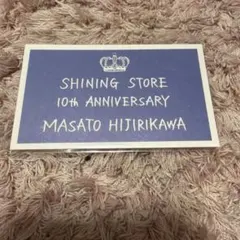 SHINING STORE
10th ANNIVERSARY
MASATO HIJIRIKAWA